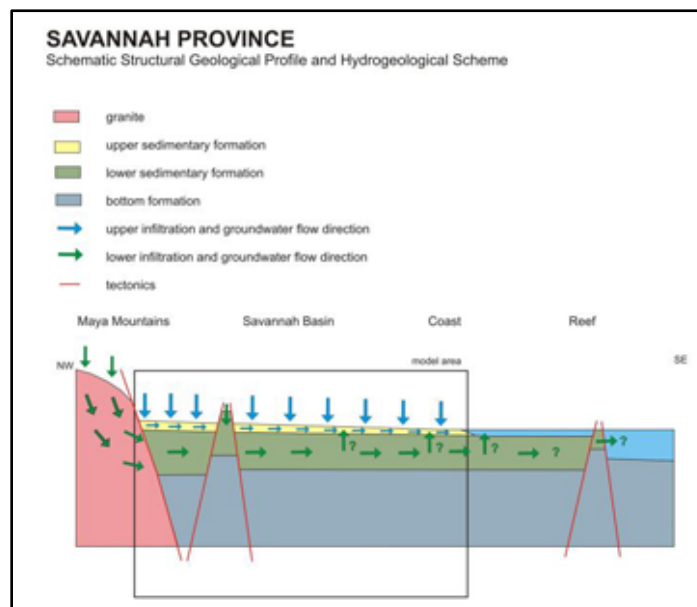 SAVANNAH PROVINCE
Schematic Structural Geological Profile and Hydrogeological Scheme
granite
upper sedimentary formation
lower sedimentary formation
bottom formation
upper infiltration and groundwater flow direction
lower infiltration and groundwater flow direction
tectonics
Maya Mountains Savannah Basin Coast Reef
NW model area SE
? ? ? ? ?